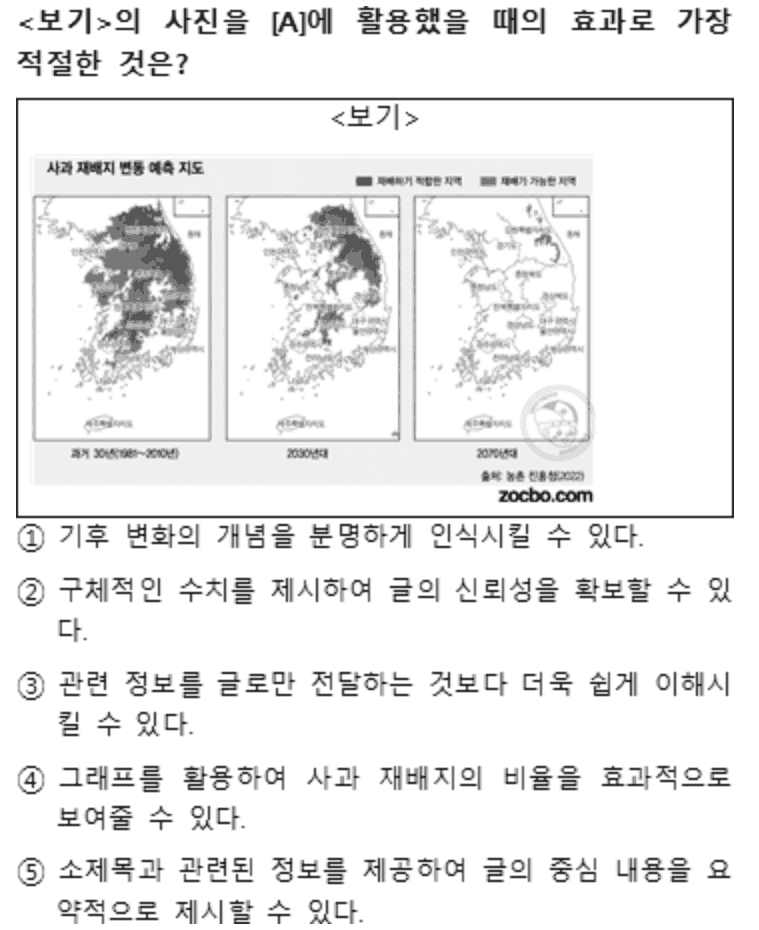 <보기>의 사진을 [A]에 활용했을 때의 효과로 가장
적절한 것은?
<보기>
사과 재배지 변동 예측 지도
재배하기 적합한 지역 재배가 가능한 지역
과거 30년(1981~2010년) 2030년대 2070년대
출처: 농촌 진흥청(2022)
zocbo.com
① 기후 변화의 개념을 분명하게 인식시킬 수 있다.
② 구체적인 수치를 제시하여 글의 신뢰성을 확보할 수 있
다.
③ 관련 정보를 글로만 전달하는 것보다 더욱 쉽게 이해시
킬 수 있다.
④ 그래프를 활용하여 사과 재배지의 비율을 효과적으로
보여줄 수 있다.
⑤ 소제목과 관련된 정보를 제공하여 글의 중심 내용을 요
약적으로 제시할 수 있다.